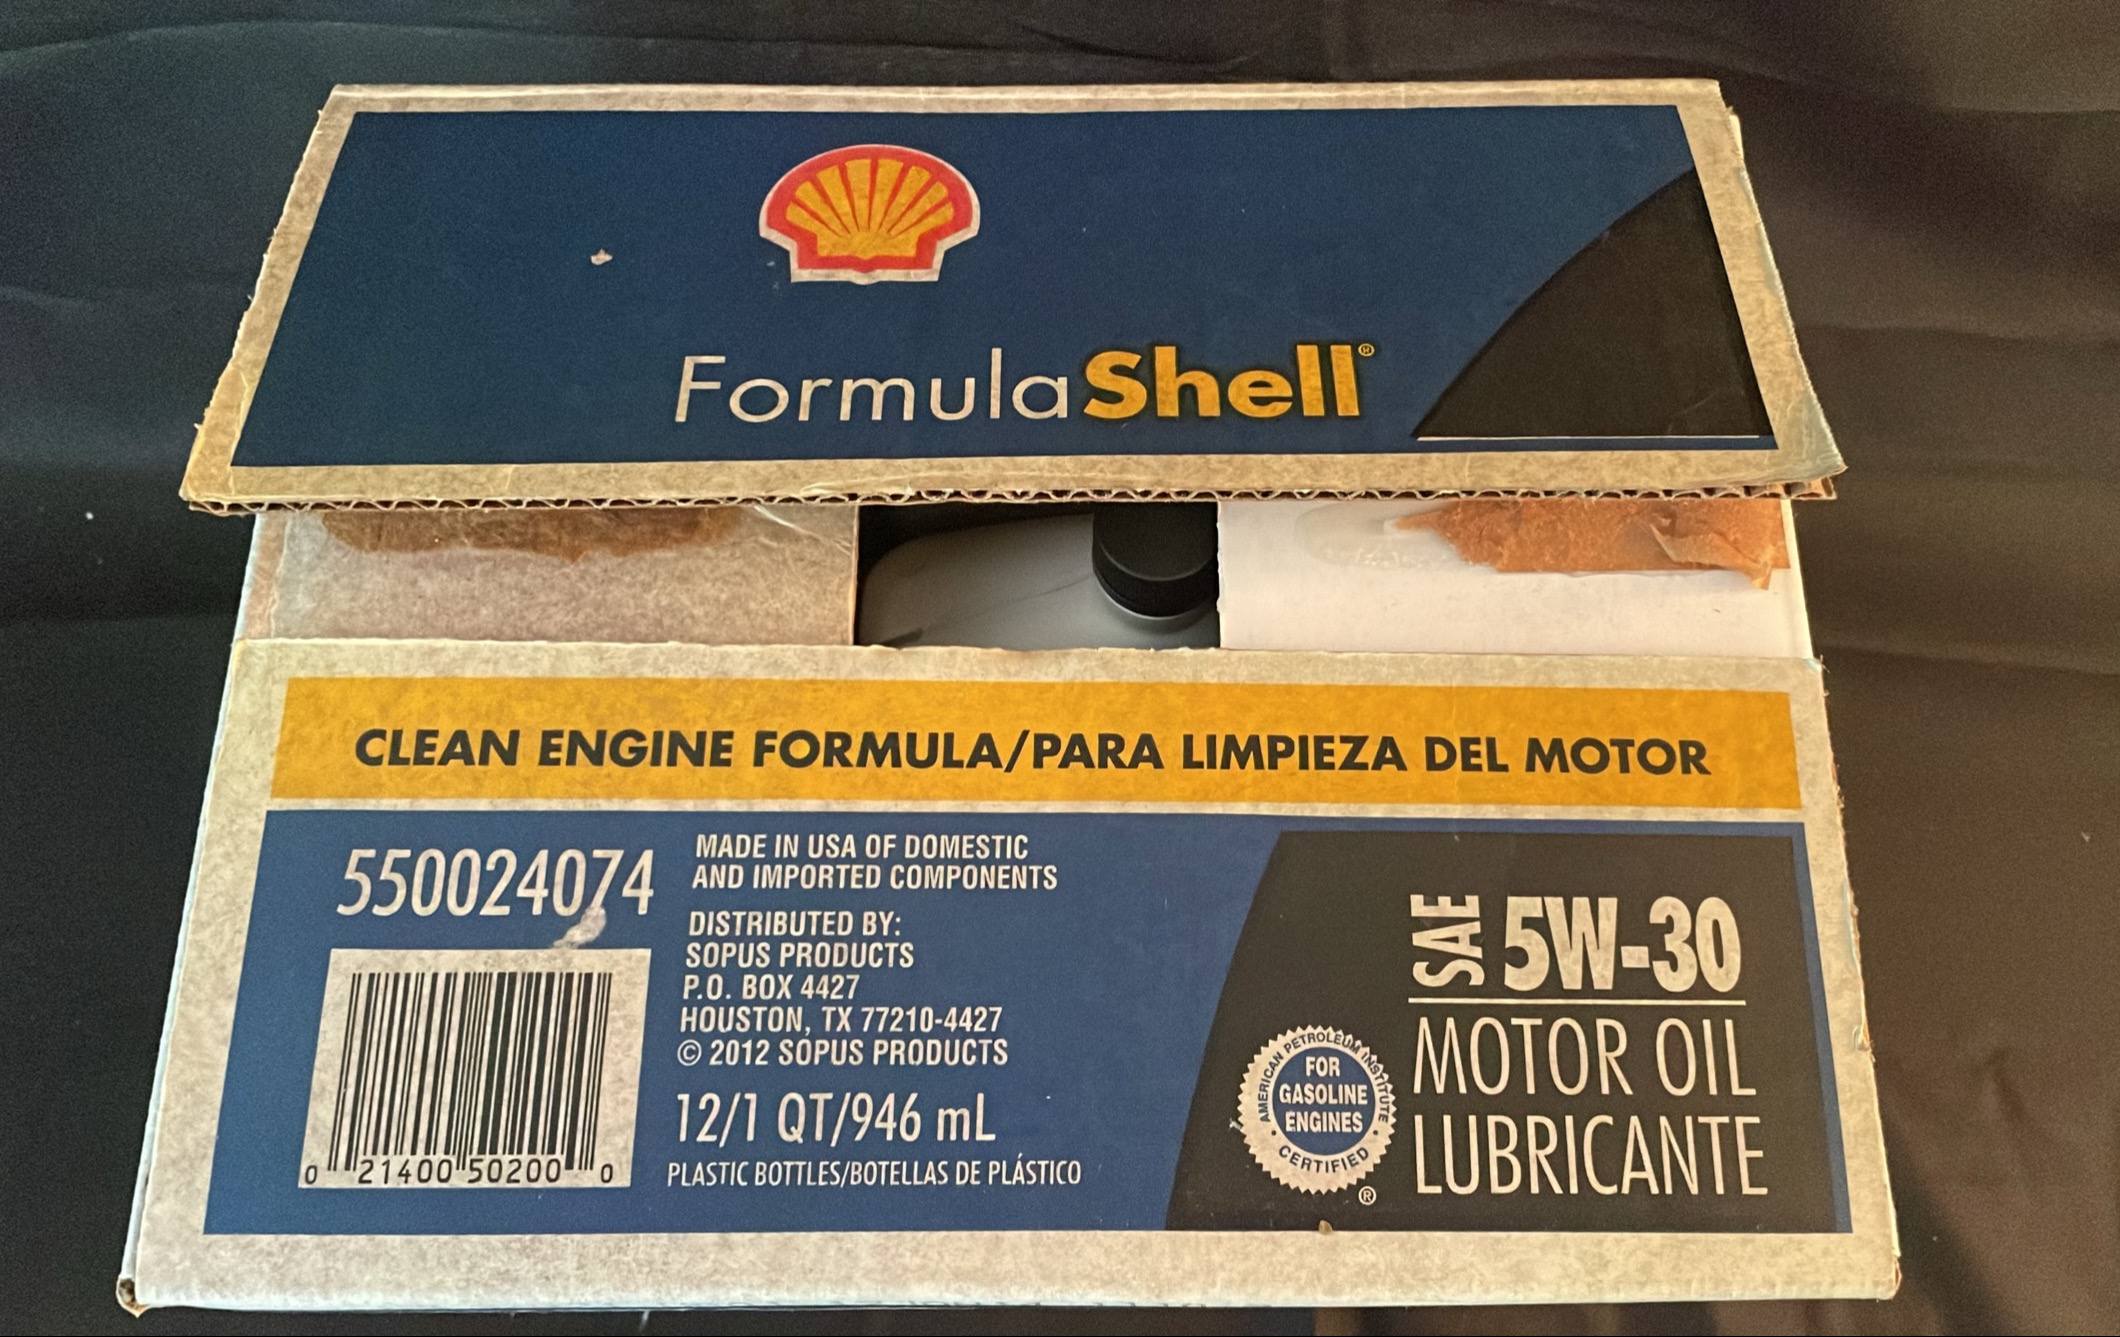 FormulaShell®
CLEAN ENGINE FORMULA/PARA LIMPIEZA DEL MOTOR
550024074
0 21400 50200 0
MADE IN USA OF DOMESTIC
AND IMPORTED COMPONENTS
DISTRIBUTED BY:
SOPUS PRODUCTS
P.O. BOX 4427
HOUSTON, TX 77210-4427
© 2012 SOPUS PRODUCTS
12/1 QT/946 mL
PLASTIC BOTTLES/BOTELLAS DE PLÁSTICO
AMERICAN PETROLEUM INSTITUTE
FOR
GASOLINE
ENGINES
• CERTIFIED •
®
SAE 5W-30
MOTOR OIL
LUBRICANTE